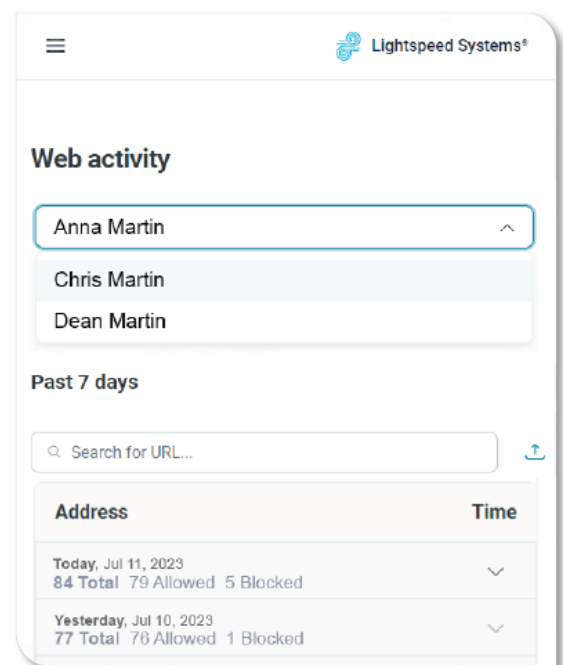 Lightspeed Systems®
Web activity
Anna Martin
Chris Martin
Dean Martin
Past 7 days
Search for URL...
Address Time
Today, Jul 11, 2023
84 Total 79 Allowed 5 Blocked
Yesterday, Jul 10, 2023
77 Total 76 Allowed 1 Blocked